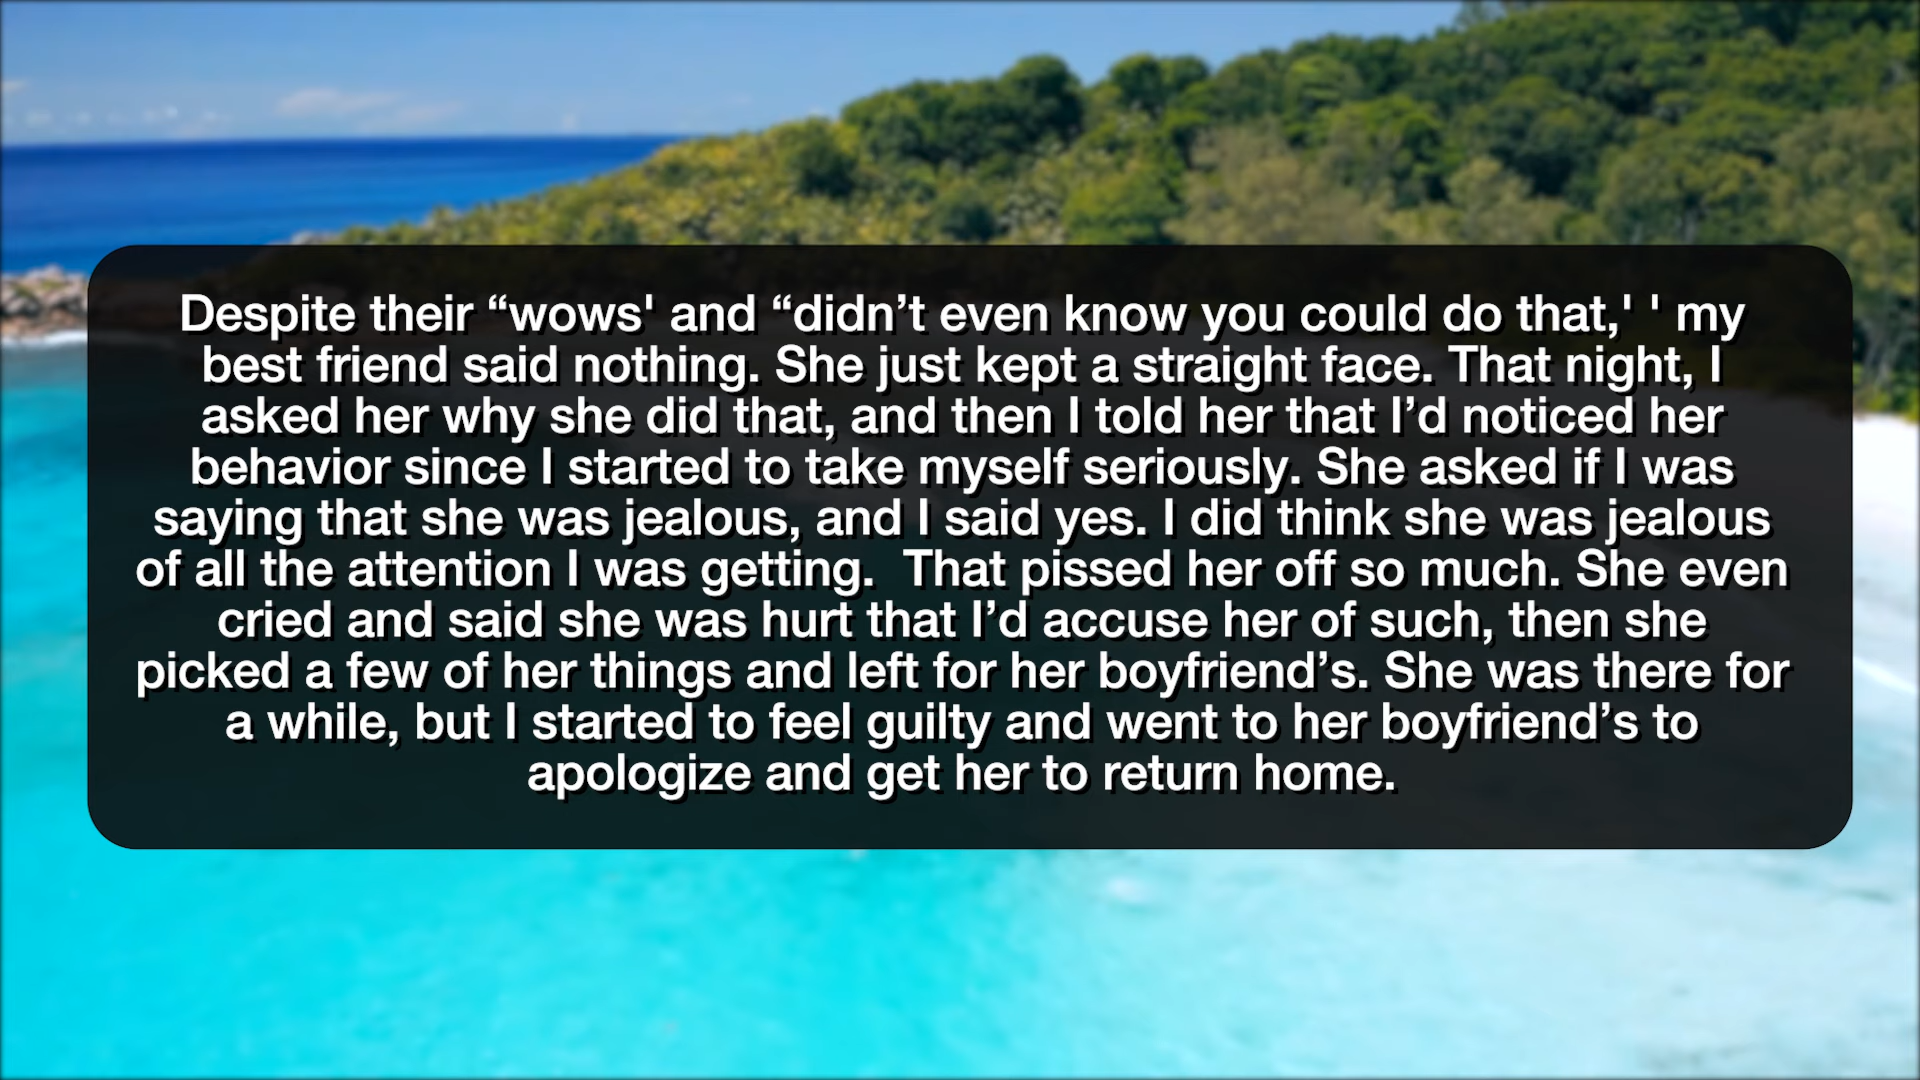 Despite their “wows' and “didn’t even know you could do that,' ' my
best friend said nothing. She just kept a straight face. That night, I
asked her why she did that, and then I told her that I’d noticed her
behavior since I started to take myself seriously. She asked if I was
saying that she was jealous, and I said yes. I did think she was jealous
of all the attention I was getting.  That pissed her off so much. She even
cried and said she was hurt that I’d accuse her of such, then she
picked a few of her things and left for her boyfriend’s. She was there for
a while, but I started to feel guilty and went to her boyfriend’s to
apologize and get her to return home.